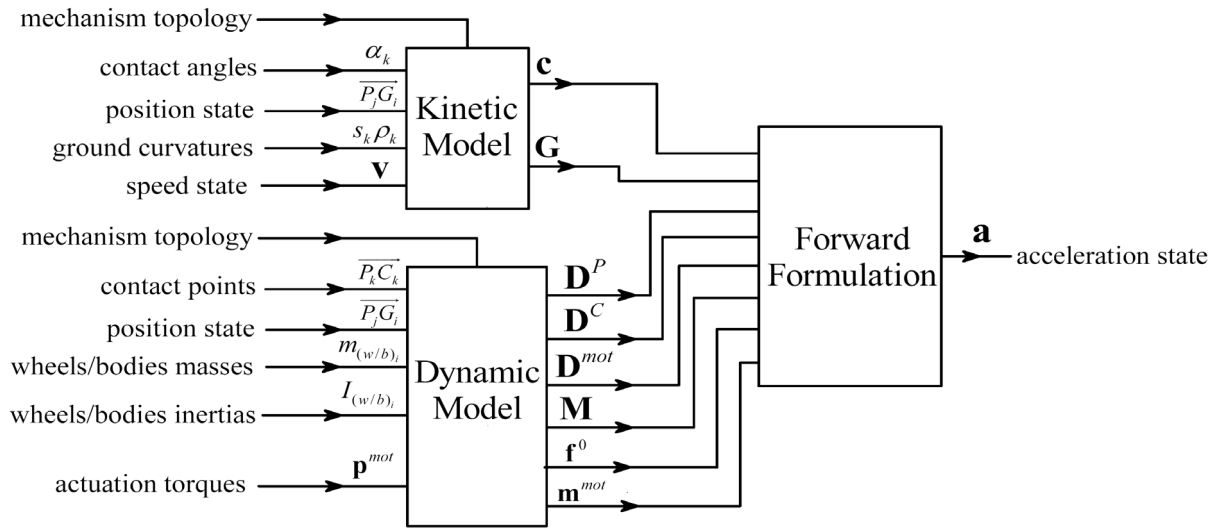 mechanism topology
contact angles
α_k
position state
P_jG_i
ground curvatures
s_k ρ_k
speed state
v
Kinetic
Model
c
G
mechanism topology
contact points
P_kC_k
position state
P_jG_i
wheels/bodies masses
m_(w/b)_i
wheels/bodies inertias
I_(w/b)_i
actuation torques
p^mot
Dynamic
Model
D^P
D^C
D^mot
M
f^0
m^mot
Forward
Formulation
a
acceleration state